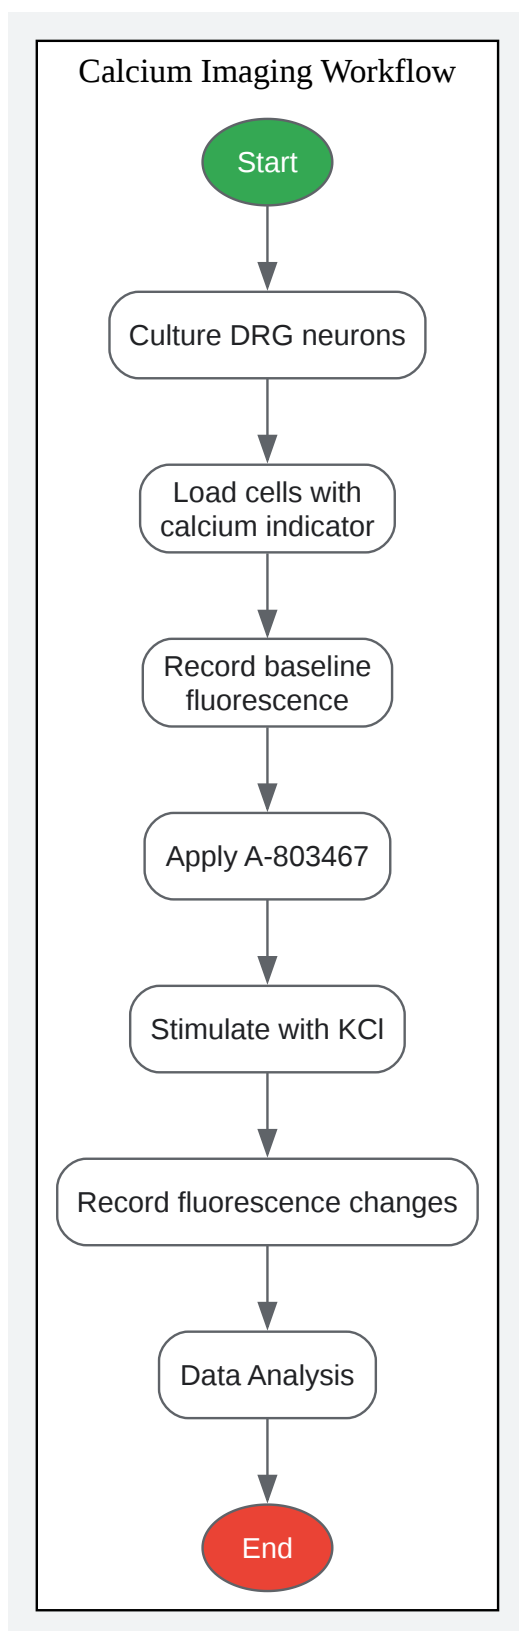 Calcium Imaging Workflow
Start
Culture DRG neurons
Load cells with
calcium indicator
Record baseline
fluorescence
Apply A-803467
Stimulate with KCl
Record fluorescence changes
Data Analysis
End